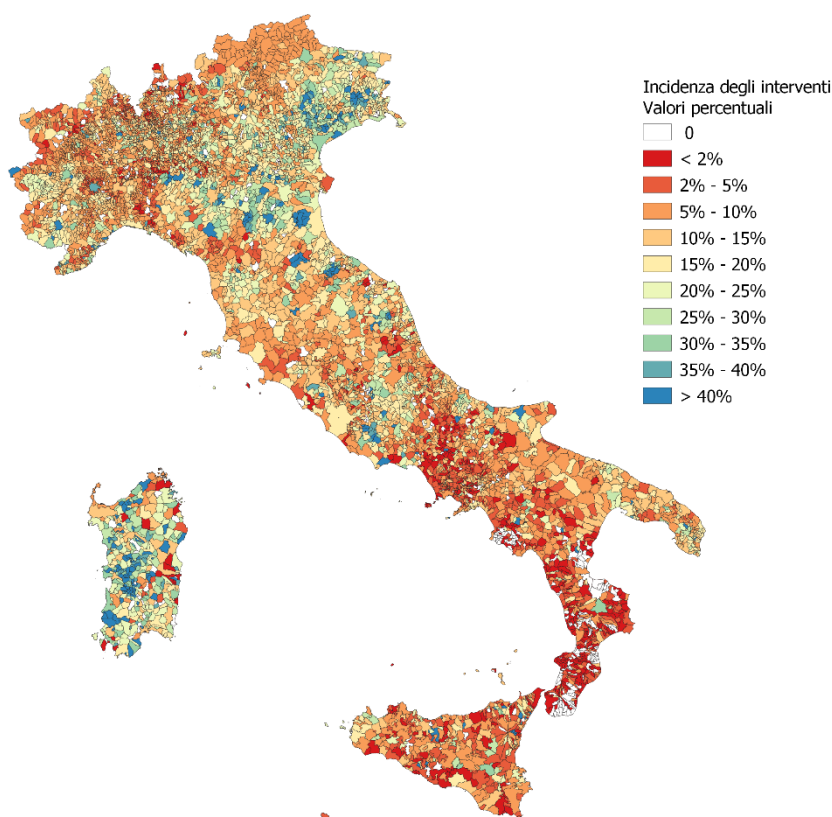 Incidenza degli interventi
Valori percentuali
0
< 2%
2% - 5%
5% - 10%
10% - 15%
15% - 20%
20% - 25%
25% - 30%
30% - 35%
35% - 40%
> 40%